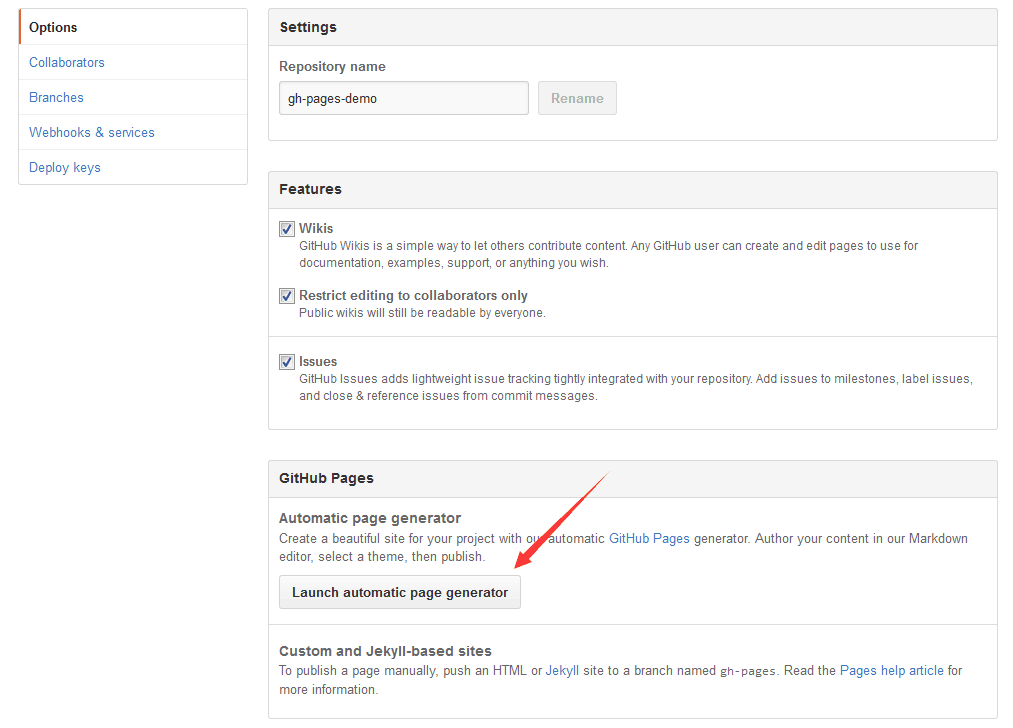 Options
Collaborators
Branches
Webhooks & services
Deploy keys
Settings
Repository name
gh-pages-demo
Rename
Features
Wikis
GitHub Wikis is a simple way to let others contribute content. Any GitHub user can create and edit pages to use for
documentation, examples, support, or anything you wish.
Restrict editing to collaborators only
Public wikis will still be readable by everyone.
Issues
GitHub Issues adds lightweight issue tracking tightly integrated with your repository. Add issues to milestones, label issues,
and close & reference issues from commit messages.
GitHub Pages
Automatic page generator
Create a beautiful site for your project with our automatic GitHub Pages generator. Author your content in our Markdown
editor, select a theme, then publish.
Launch automatic page generator
Custom and Jekyll-based sites
To publish a page manually, push an HTML or Jekyll site to a branch named gh-pages. Read the Pages help article for
more information.